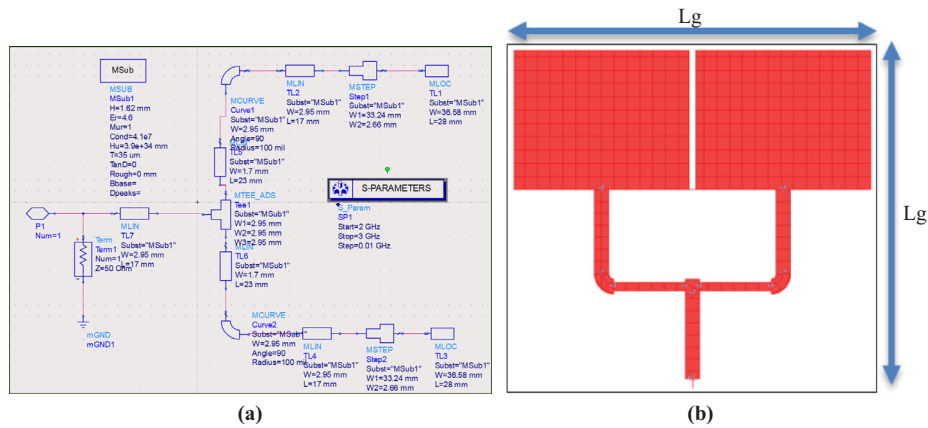 MSub
MSUB
MSub1
H=1.62 mm
Er=4.6
Mur=1
Cond=4.1e7
Hu=3.9e+34 mm
T=35 um
TanD=0
Rough=0 mm
Bbase=
Dpeaks=
MCURVE
Curve1
Subst="MSub1"
W=2.95 mm
Angle=90
Radius=100 mil
MLIN
TL2
Subst="MSub1"
W=2.95 mm
L=17 mm
MSTEP
Step1
Subst="MSub1"
W1=33.24 mm
W2=2.66 mm
MLOC
TL1
Subst="MSub1"
W=36.58 mm
L=28 mm
TL5
Subst="MSub1"
W=1.7 mm
L=23 mm
MTEE_ADS
Tee1
Subst="MSub1"
W1=2.95 mm
W2=2.95 mm
W3=2.95 mm
S-PARAMETERS
S_Param
SP1
Start=2 GHz
Stop=3 GHz
Step=0.01 GHz
P1
Num=1
MLIN
TL7
Subst="MSub1"
W=2.95 mm
L=17 mm
Term
Term1
Num=1
Z=50 Ohm
mGND
mGND1
MLIN
TL6
Subst="MSub1"
W=1.7 mm
L=23 mm
MCURVE
Curve2
Subst="MSub1"
W=2.95 mm
Angle=90
Radius=100 mil
MLIN
TL4
Subst="MSub1"
W=2.95 mm
L=17 mm
MSTEP
Step2
Subst="MSub1"
W1=33.24 mm
W2=2.66 mm
MLOC
TL3
Subst="MSub1"
W=36.58 mm
L=28 mm
(a)
Lg
Lg
(b)